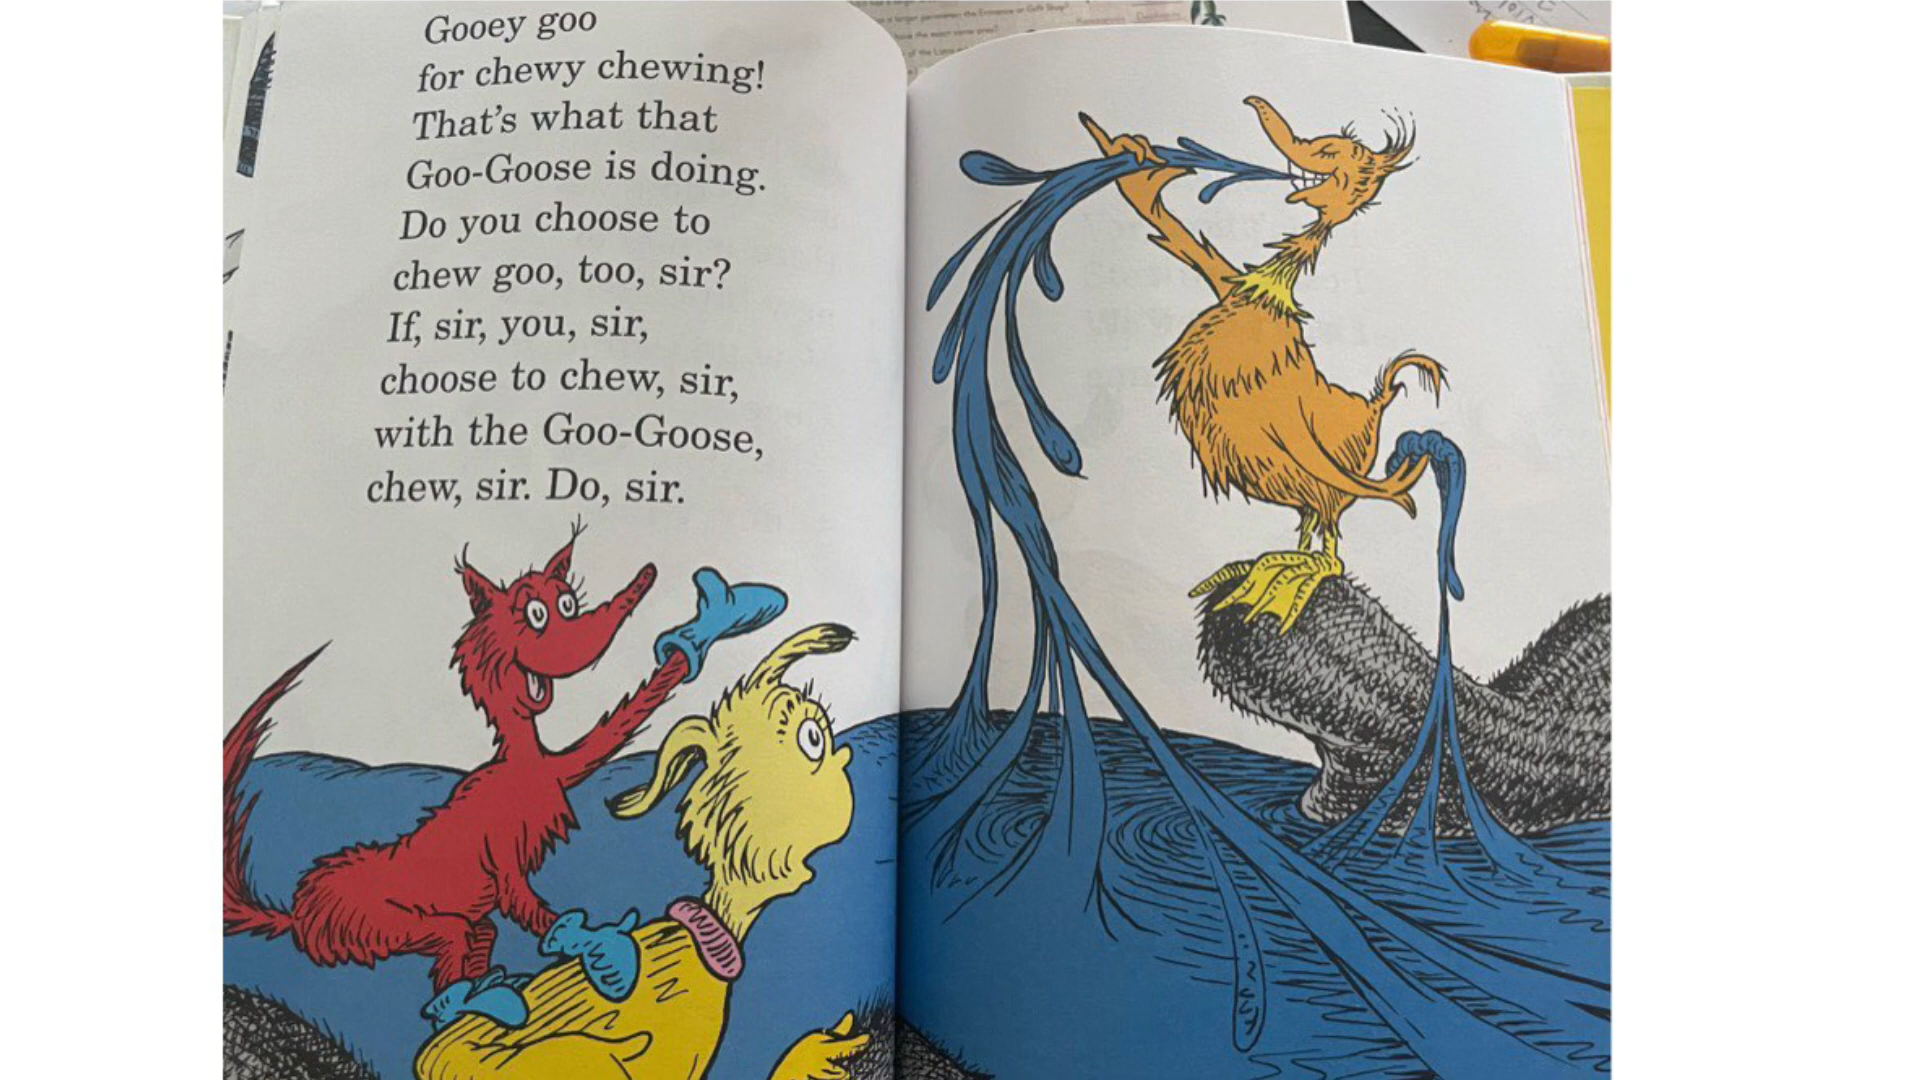 Gooey goo
for chewy chewing!
That's what that
Goo-Goose is doing.
Do you choose to
chew goo, too, sir?
If, sir, you, sir,
choose to chew, sir,
with the Goo-Goose,
chew, sir. Do, sir.